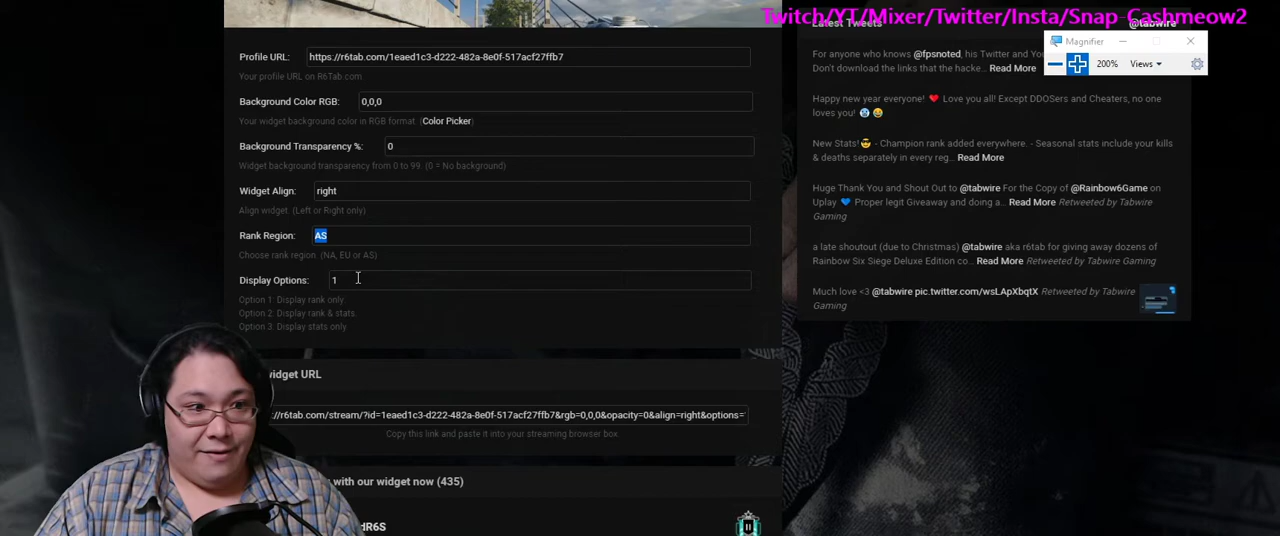 Twitch/YT/Mixer/Twitter/Insta/Snap-Cashmeow2
Profile URL: https://r6tab.com/1eaed1c3-d222-482a-8e0f-517acf27ffb7
Your profile URL on R6Tab.com
Background Color RGB: 0,0,0
Your widget background color in RGB format. (Color Picker)
Background Transparency %: 0
Widget background transparency from 0 to 99. (0 = No background)
Widget Align: right
Align widget. (Left or Right only)
Rank Region: AS
Choose rank region. (NA, EU or AS)
Display Options: 1
Option 1: Display rank only.
Option 2: Display rank & stats.
Option 3: Display stats only.
widget URL
://r6tab.com/stream/?id=1eaed1c3-d222-482a-8e0f-517acf27ffb7&rgb=0,0,0&opacity=0&align=right&options=
Copy this link and paste it into your streaming browser box.
with our widget now (435)
dR6S
Latest Tweets
@tabwire
Magnifier
200%
Views
For anyone who knows @fpsnoted, his Twitter and You
Don't download the links that the hacke... Read More
Happy new year everyone! Love you all! Except DDOSers and Cheaters, no one
loves you!
New Stats! - Champion rank added everywhere. - Seasonal stats include your kills
& deaths separately in every reg... Read More
Huge Thank You and Shout Out to @tabwire For the Copy of @Rainbow6Game on
Uplay Proper legit Giveaway and doing a... Read More Retweeted by Tabwire
Gaming
a late shoutout (due to Christmas) @tabwire aka r6tab for giving away dozens of
Rainbow Six Siege Deluxe Edition co... Read More Retweeted by Tabwire Gaming
Much love <3 @tabwire pic.twitter.com/wsLApXbqtX Retweeted by Tabwire
Gaming